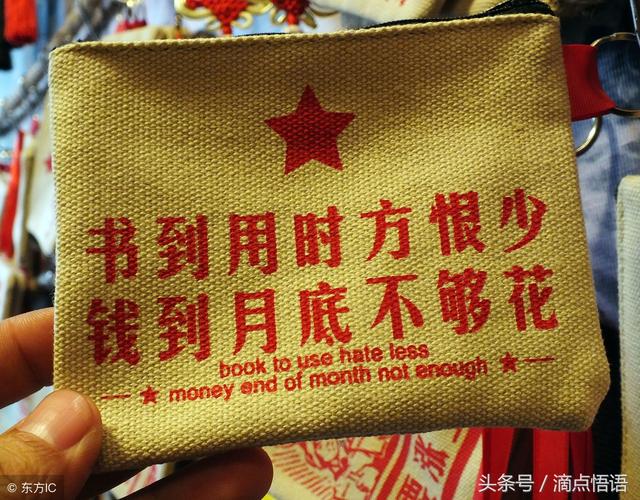 书到用时方恨少
钱到月底不够花
book to use hate less
money end of month not enough
涨
© 东方IC
头条号 / 滴点悟语